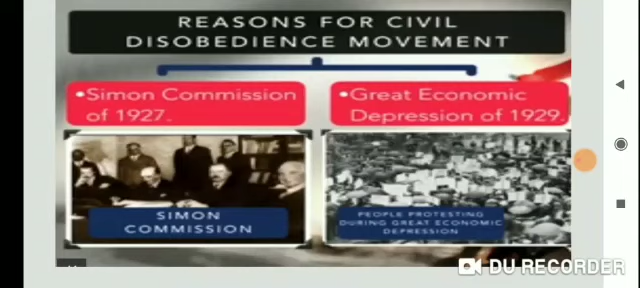 REASONS FOR CIVIL
DISOBEDIENCE MOVEMENT
•Simon Commission
of 1927.
•Great Economic
Depression of 1929.
SIMON
COMMISSION
PEOPLE PROTESTING
DURING GREAT ECONOMIC
DEPRESSION
DU RECORDER